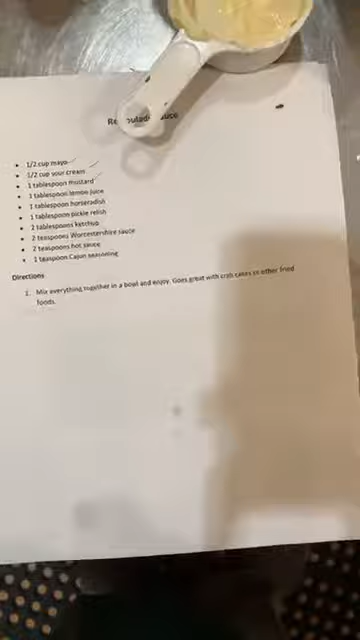 Re oulade auce
1/2 cup mayo
1/2 cup sour cream
1 tablespoon mustard
1 tablespoon lemon juice
1 tablespoon horseradish
1 tablespoon pickle relish
2 tablespoons ketchup
2 teaspoons Worcestershire sauce
2 teaspoons hot sauce
1 teaspoon Cajun seasoning
Directions
1. Mix everything together in a bowl and enjoy. Goes great with crab cakes or other fried
foods.